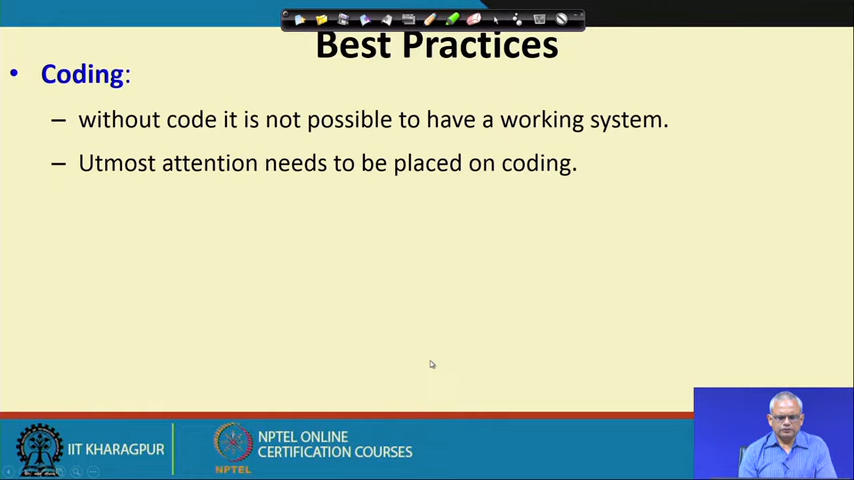 Best Practices
• Coding:
– without code it is not possible to have a working system.
– Utmost attention needs to be placed on coding.
IIT KHARAGPUR
NPTEL
NPTEL ONLINE
CERTIFICATION COURSES